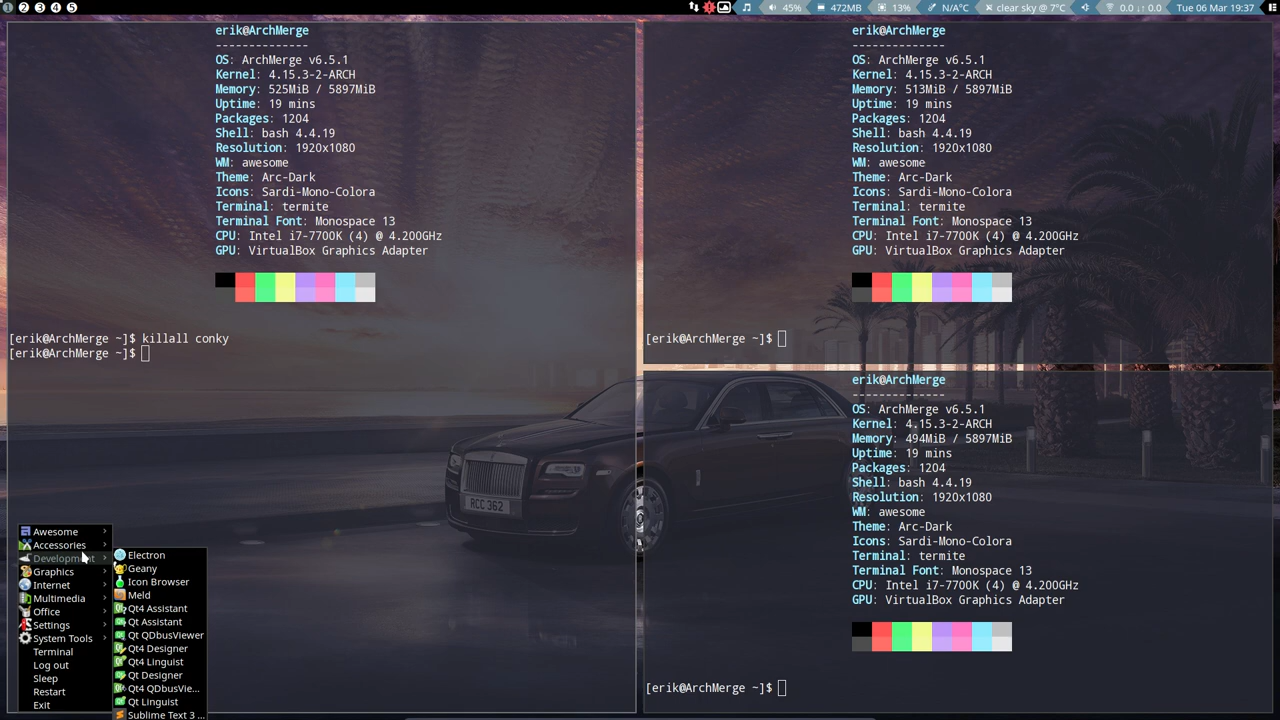 1 2 3 4 5
45% 472MB 13% N/A°C clear sky @ 7°C 0.0 ↓↑ 0.0 Tue 06 Mar 19:37
erik@ArchMerge
--------------
OS: ArchMerge v6.5.1
Kernel: 4.15.3-2-ARCH
Memory: 525MiB / 5897MiB
Uptime: 19 mins
Packages: 1204
Shell: bash 4.4.19
Resolution: 1920x1080
WM: awesome
Theme: Arc-Dark
Icons: Sardi-Mono-Colora
Terminal: termite
Terminal Font: Monospace 13
CPU: Intel i7-7700K (4) @ 4.200GHz
GPU: VirtualBox Graphics Adapter
[erik@ArchMerge ~]$ killall conky
[erik@ArchMerge ~]$
erik@ArchMerge
--------------
OS: ArchMerge v6.5.1
Kernel: 4.15.3-2-ARCH
Memory: 513MiB / 5897MiB
Uptime: 19 mins
Packages: 1204
Shell: bash 4.4.19
Resolution: 1920x1080
WM: awesome
Theme: Arc-Dark
Icons: Sardi-Mono-Colora
Terminal: termite
Terminal Font: Monospace 13
CPU: Intel i7-7700K (4) @ 4.200GHz
GPU: VirtualBox Graphics Adapter
[erik@ArchMerge ~]$
erik@ArchMerge
--------------
OS: ArchMerge v6.5.1
Kernel: 4.15.3-2-ARCH
Memory: 494MiB / 5897MiB
Uptime: 19 mins
Packages: 1204
Shell: bash 4.4.19
Resolution: 1920x1080
WM: awesome
Theme: Arc-Dark
Icons: Sardi-Mono-Colora
Terminal: termite
Terminal Font: Monospace 13
CPU: Intel i7-7700K (4) @ 4.200GHz
GPU: VirtualBox Graphics Adapter
[erik@ArchMerge ~]$
RCC 362
Awesome
Accessories
Development
Graphics
Internet
Multimedia
Office
Settings
System Tools
Terminal
Log out
Sleep
Restart
Exit
Electron
Geany
Icon Browser
Meld
Qt4 Assistant
Qt Assistant
Qt QDbusViewer
Qt4 Designer
Qt4 Linguist
Qt Designer
Qt4 QDbusVie...
Qt Linguist
Sublime Text 3 ...